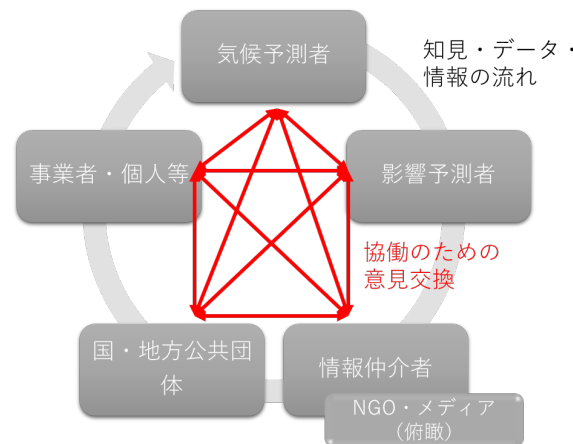 気候予測者
知見・データ・
情報の流れ
事業者・個人等
影響予測者
協働のための
意見交換
国・地方公共団
体
情報仲介者
NGO・メディア
（俯瞰）